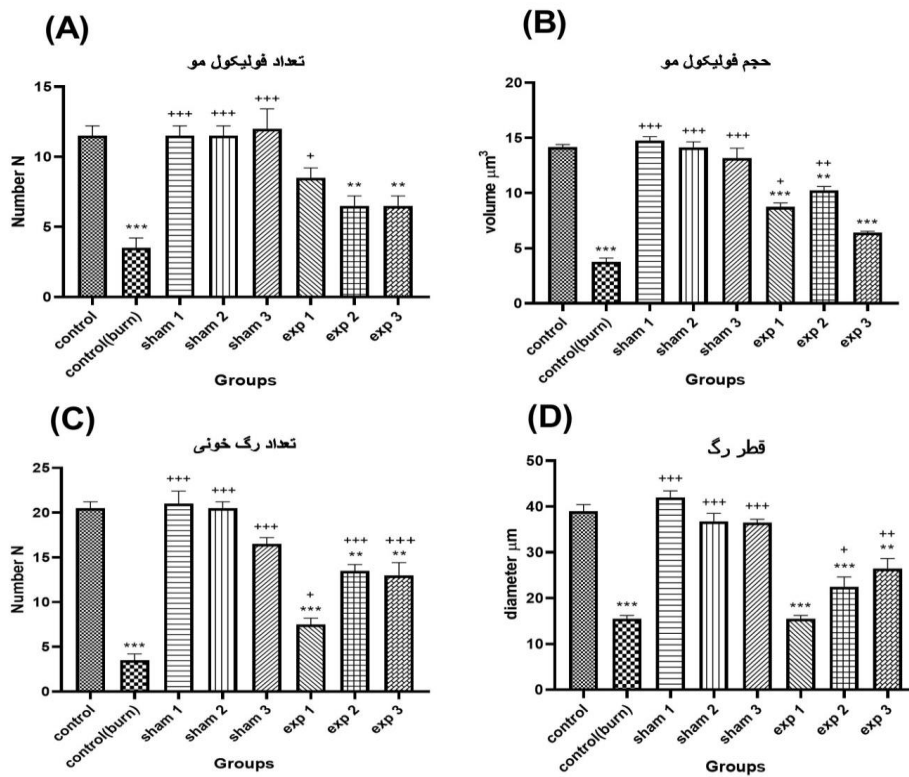 (A)
تعداد فولیکول مو
Number N
15
10
5
0
+++
+++
+++
+
***
**
**
control
control(burn)
sham 1
sham 2
sham 3
exp 1
exp 2
exp 3
Groups
(B)
حجم فولیکول مو
volume μm³
20
15
10
5
0
+++
+++
+++
+
***
++
**
***
***
control
control(burn)
sham 1
sham 2
sham 3
exp 1
exp 2
exp 3
Groups
(C)
تعداد رگ خونی
Number N
25
20
15
10
5
0
***
+++
+++
+++
+
***
+++
**
+++
**
control
control(burn)
sham 1
sham 2
sham 3
exp 1
exp 2
exp 3
Groups
(D)
قطر رگ
diameter μm
50
40
30
20
10
0
***
+++
+++
+++
***
+
***
++
**
control
control(burn)
sham 1
sham 2
sham 3
exp 1
exp 2
exp 3
Groups